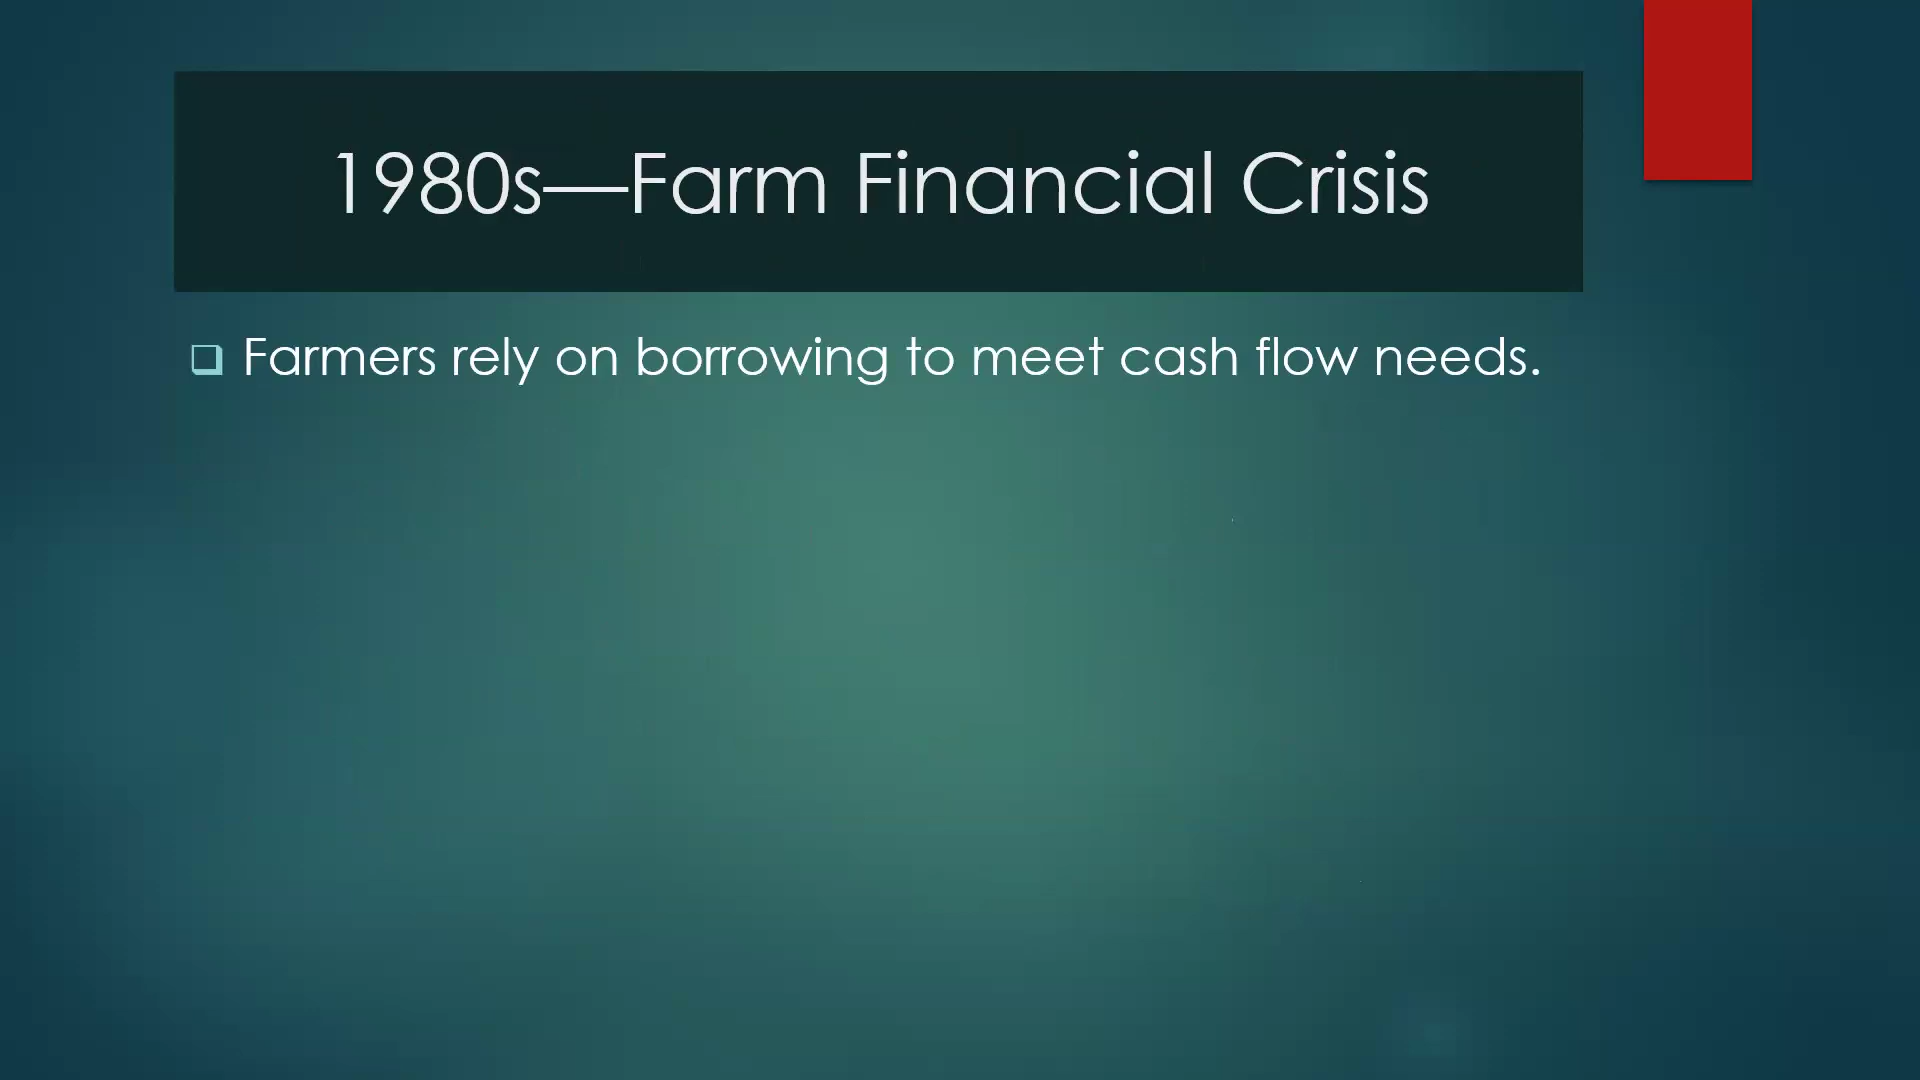 1980s—Farm Financial Crisis
Farmers rely on borrowing to meet cash flow needs.